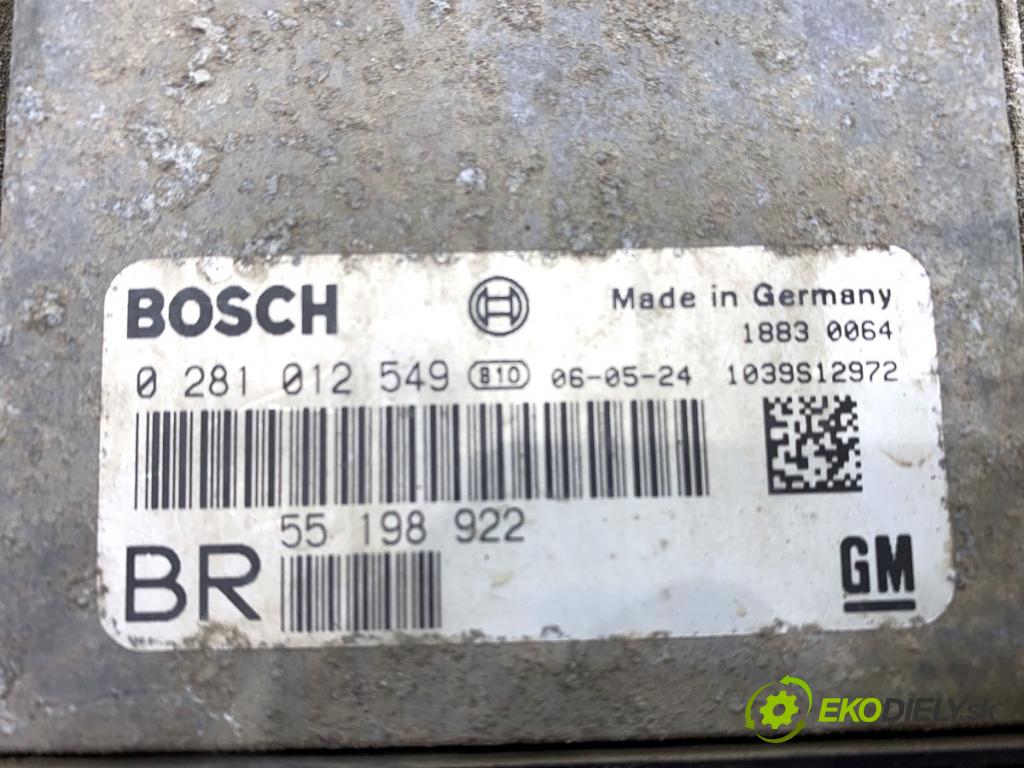 BOSCH
Made in Germany
1883 0064
0 281 012 549 810 06-05-24 1039S12972
55 198 922
BR
GM
EKODIELY.sk